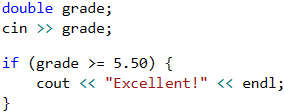 double grade;
cin >> grade;

if (grade >= 5.50) {
    cout << "Excellent!" << endl;
}